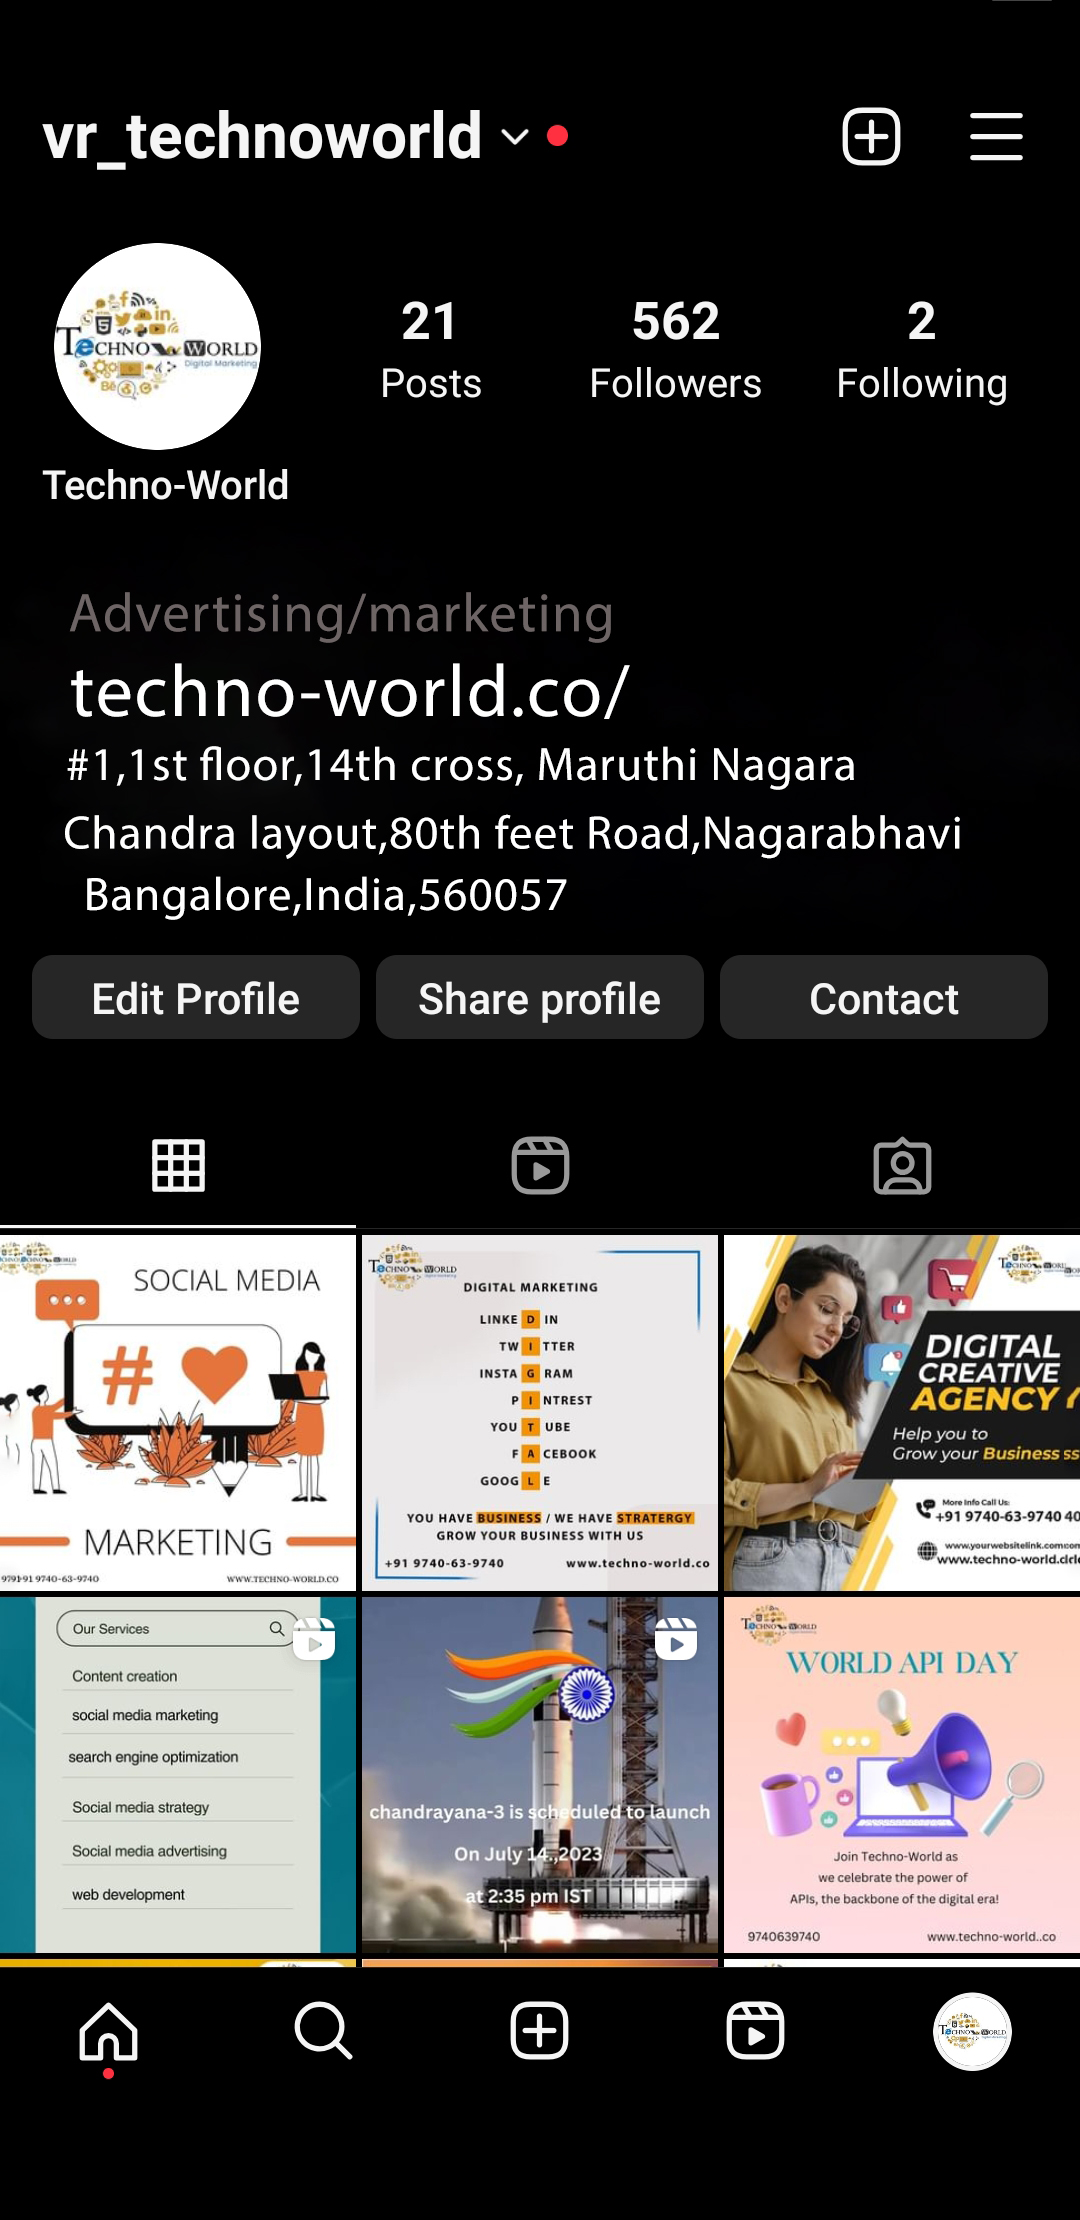 vr_technoworld
TECHNO WORLD
Digital Marketing
21
Posts
562
Followers
2
Following
Techno-World
Advertising/marketing
techno-world.co/
#1,1st floor,14th cross, Maruthi Nagara
Chandra layout,80th feet Road,Nagarabhavi
Bangalore,India,560057
Edit Profile
Share profile
Contact
SOCIAL MEDIA
#
MARKETING
91 9740-63-9740
WWW.TECHNO-WORLD.CO
TECHNO WORLD
DIGITAL MARKETING
LINKE D IN
TW I TTER
INSTA G RAM
P I NTREST
YOU T UBE
F A CEBOOK
GOOG L E
YOU HAVE BUSINESS / WE HAVE STRATERGY
GROW YOUR BUSINESS WITH US
+91 9740-63-9740
www.techno-world.co
DIGITAL
CREATIVE
AGENCY
Help you to
Grow your Business
More Info Call Us:
+91 9740-63-9740
www.yourwebsitelink.com
www.techno-world.
Our Services
Content creation
social media marketing
search engine optimization
Social media strategy
Social media advertising
web development
chandrayana-3 is scheduled to launch
On July 14.,2023
at 2:35 pm IST
TECHNO WORLD
WORLD API DAY
Join Techno-World as
we celebrate the power of
APIs, the backbone of the digital era!
9740639740
www.techno-world..co
TECHNO WORLD